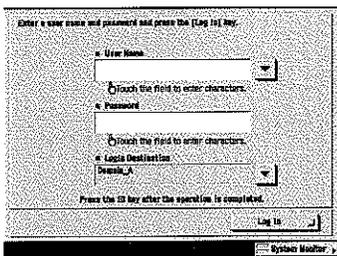 Enter a user name and password and press the [Log In] key.
■ User Name
Touch the field to enter characters.
■ Password
Touch the field to enter characters.
■ Login Destination
Domain_A
Press the ID key after the operation is completed.
Log In
System Monitor